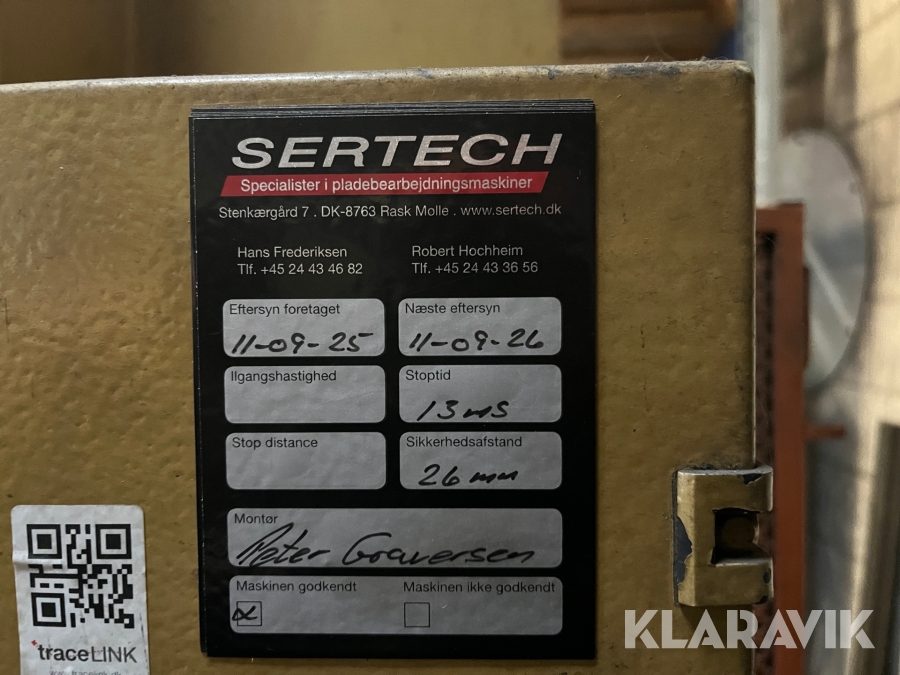 SERTECH
Specialister i pladebearbejdningsmaskiner
Stenkærgård 7 . DK-8763 Rask Mølle . www.sertech.dk
Hans Frederiksen
Tlf. +45 24 43 46 82
Robert Hochheim
Tlf. +45 24 43 36 56
Eftersyn foretaget
11-09-25
Næste eftersyn
11-09-26
Ilgangshastighed
Stoptid
13 ms
Stop distance
Sikkerhedsafstand
26 mm
Montør
Peter Graversen
Maskinen godkendt
Maskinen ikke godkendt
traceLINK
KLARAVIK